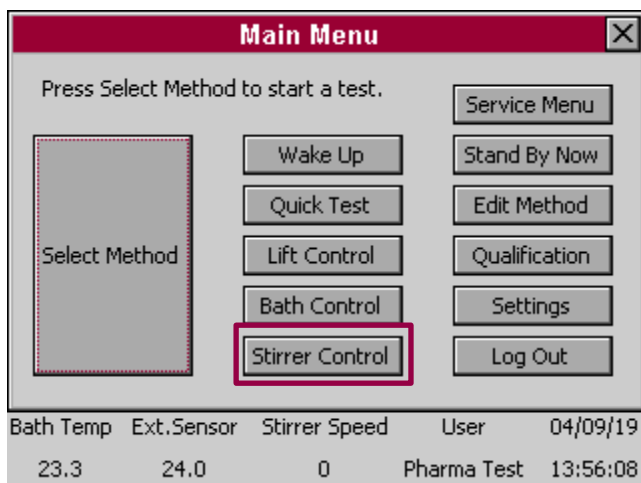 Main Menu
Press Select Method to start a test.
Select Method
Wake Up
Quick Test
Lift Control
Bath Control
Stirrer Control
Service Menu
Stand By Now
Edit Method
Qualification
Settings
Log Out
Bath Temp Ext.Sensor Stirrer Speed User 04/09/19
23.3 24.0 0 Pharma Test 13:56:08